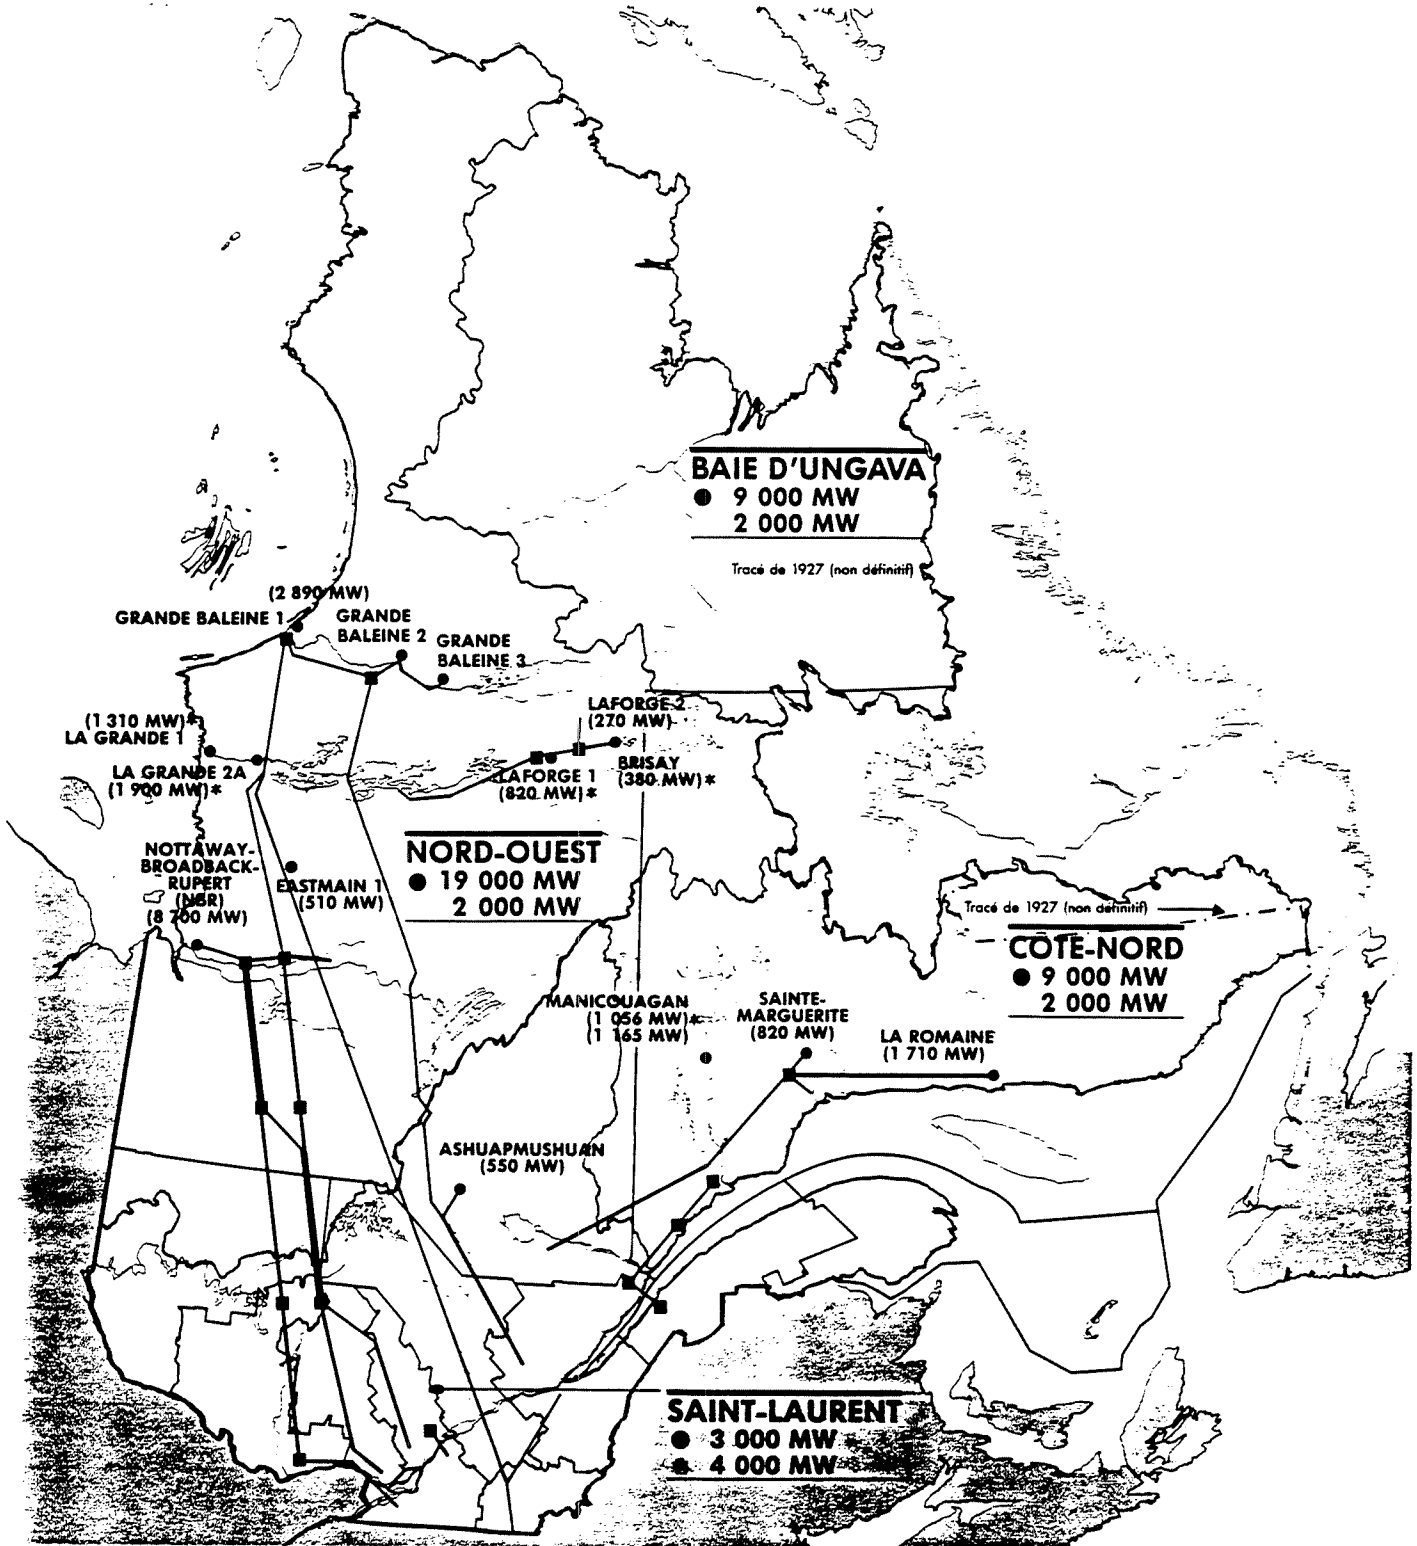 BAIE D'UNGAVA
9 000 MW
2 000 MW
Tracé de 1927 (non définitif)
(2 890 MW)
GRANDE BALEINE 1
GRANDE
BALEINE 2
GRANDE
BALEINE 3
LAFORGE 2
(270 MW)
(1 310 MW)*
LA GRANDE 1
LA GRANDE 2A
(1 900 MW)*
LAFORGE 1
(820 MW)*
BRISAY
(380 MW)*
NORD-OUEST
19 000 MW
2 000 MW
NOTTAWAY-
BROADBACK-
RUPERT
(NBR)
(8 700 MW)
EASTMAIN 1
(510 MW)
Tracé de 1927 (non définitif)
CÔTE-NORD
9 000 MW
2 000 MW
MANICOUAGAN
(1 056 MW)*
(1 165 MW)
SAINTE-
MARGUERITE
(820 MW)
LA ROMAINE
(1 710 MW)
ASHUAPMUSHUAN
(550 MW)
SAINT-LAURENT
3 000 MW
4 000 MW